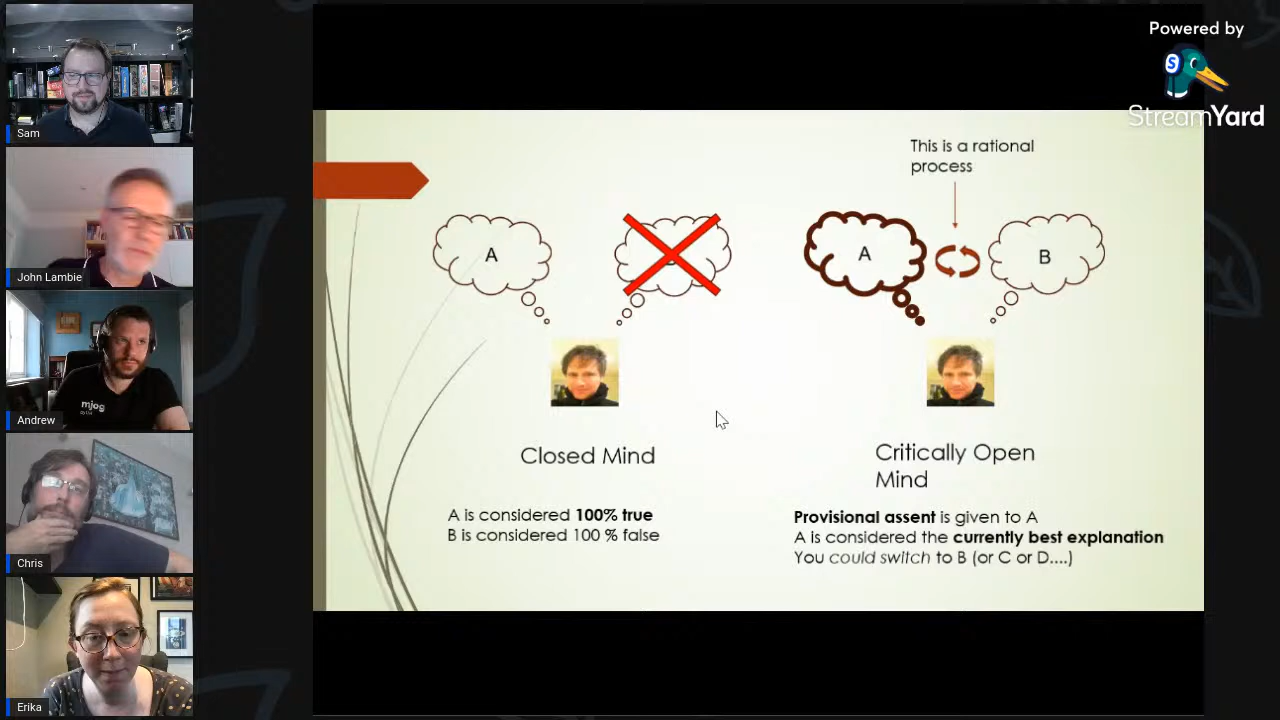 Sam
John Lambie
Andrew
mjog
Chris
Erika
Powered by
S
StreamYard
This is a rational
process
A
A
B
Closed Mind
Critically Open
Mind
A is considered 100% true
B is considered 100 % false
Provisional assent is given to A
A is considered the currently best explanation
You could switch to B (or C or D....)